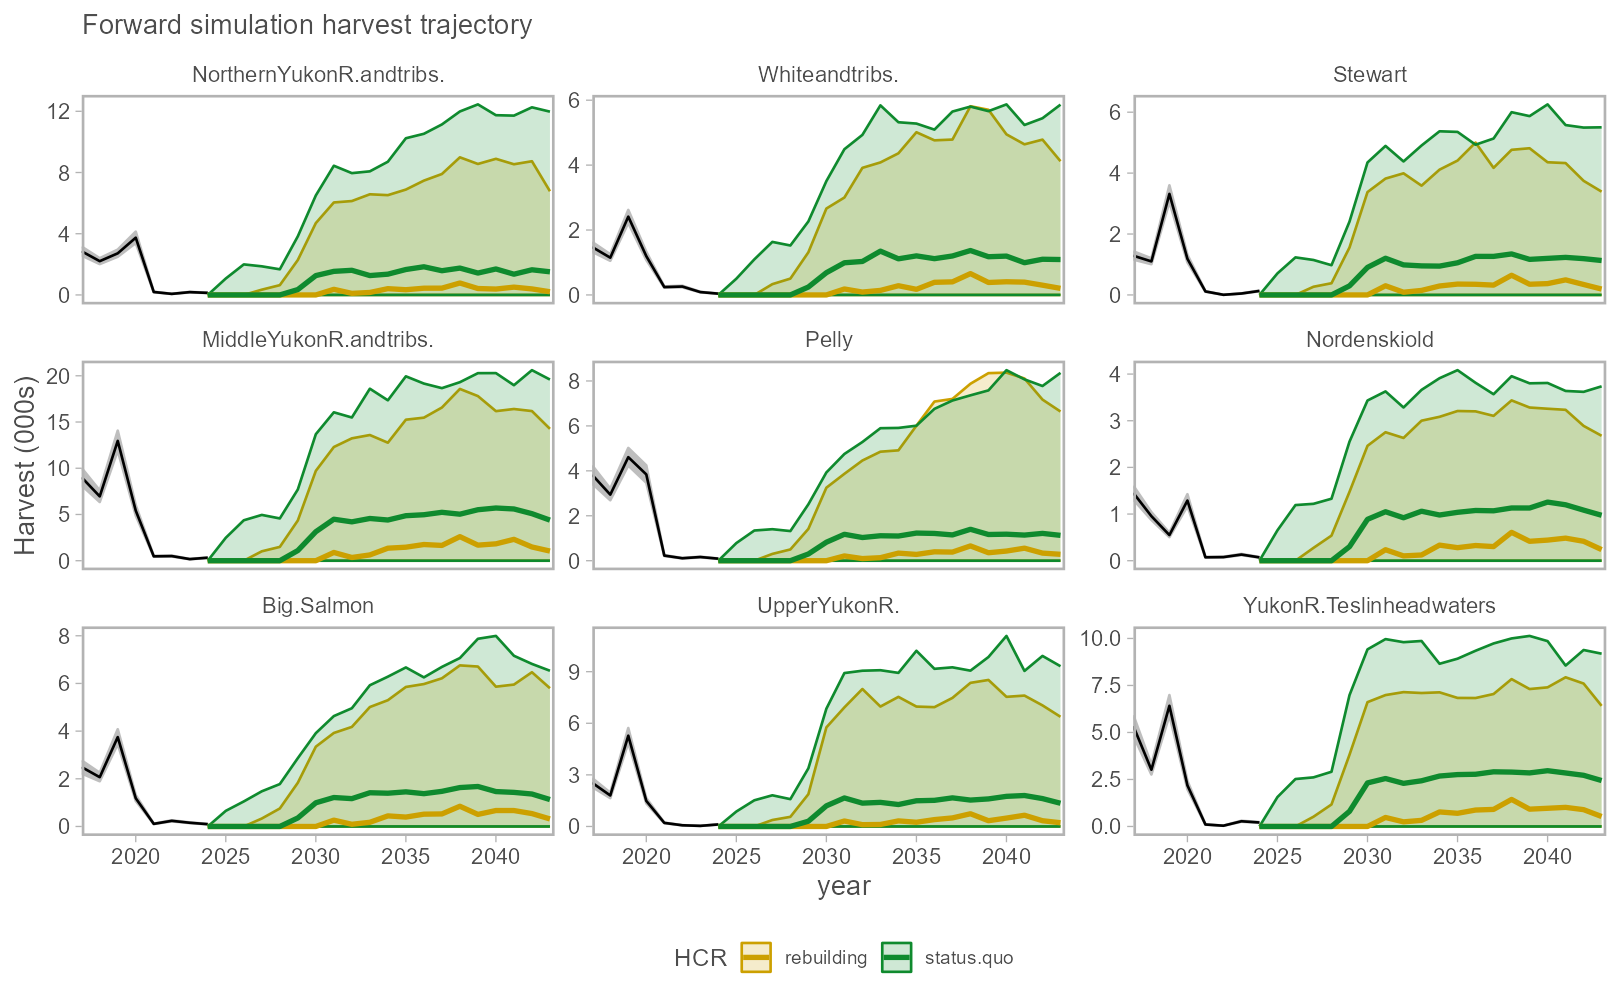 Forward simulation harvest trajectory
NorthernYukonR.andtribs.
Whiteandtribs.
Stewart
12
8
4
0
6
4
2
0
6
4
2
0
MiddleYukonR.andtribs.
Pelly
Nordenskiold
Harvest (000s)
20
15
10
5
0
8
6
4
2
0
4
3
2
1
0
Big.Salmon
UpperYukonR.
YukonR.Teslinheadwaters
8
6
4
2
0
9
6
3
0
10.0
7.5
5.0
2.5
0.0
2020 2025 2030 2035 2040
2020 2025 2030 2035 2040
2020 2025 2030 2035 2040
year
HCR rebuilding status.quo